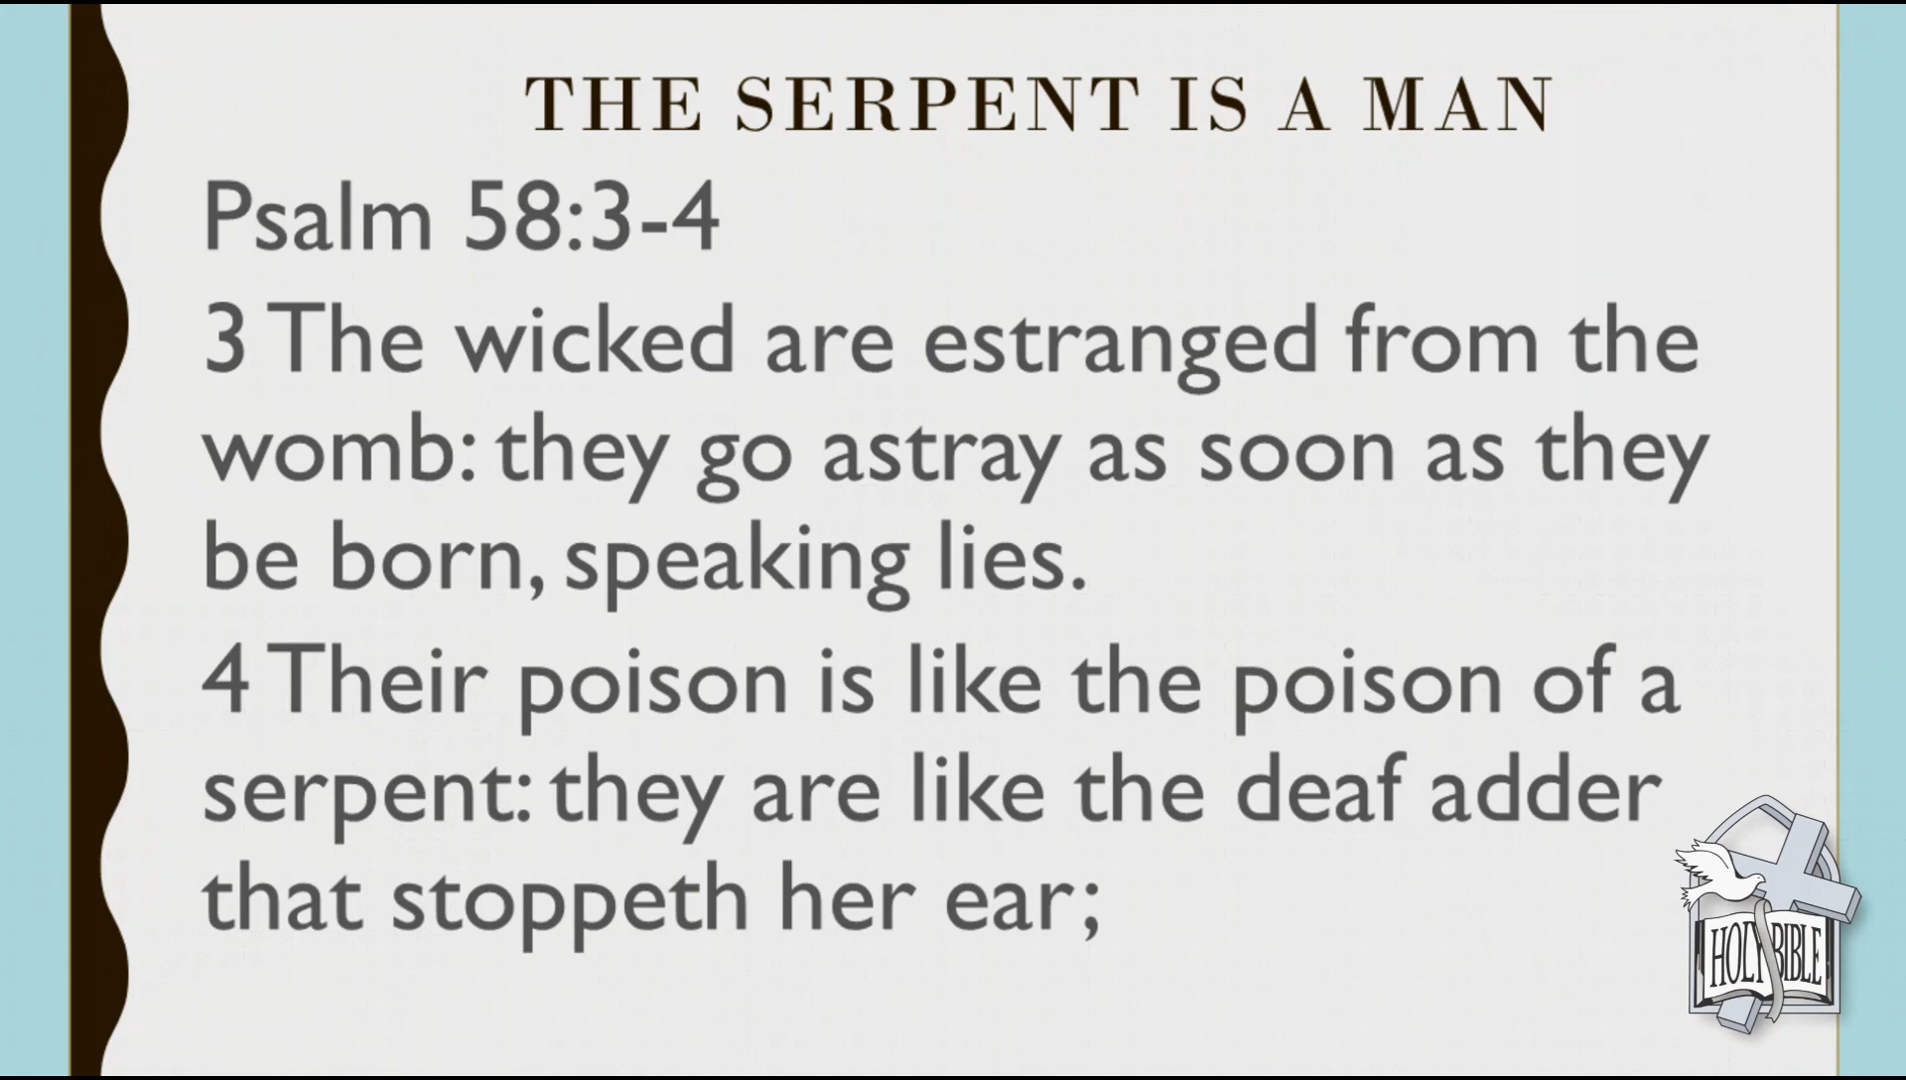 THE SERPENT IS A MAN
Psalm 58:3-4
3 The wicked are estranged from the
womb: they go astray as soon as they
be born, speaking lies.
4 Their poison is like the poison of a
serpent: they are like the deaf adder
that stoppeth her ear;
HOLY BIBLE